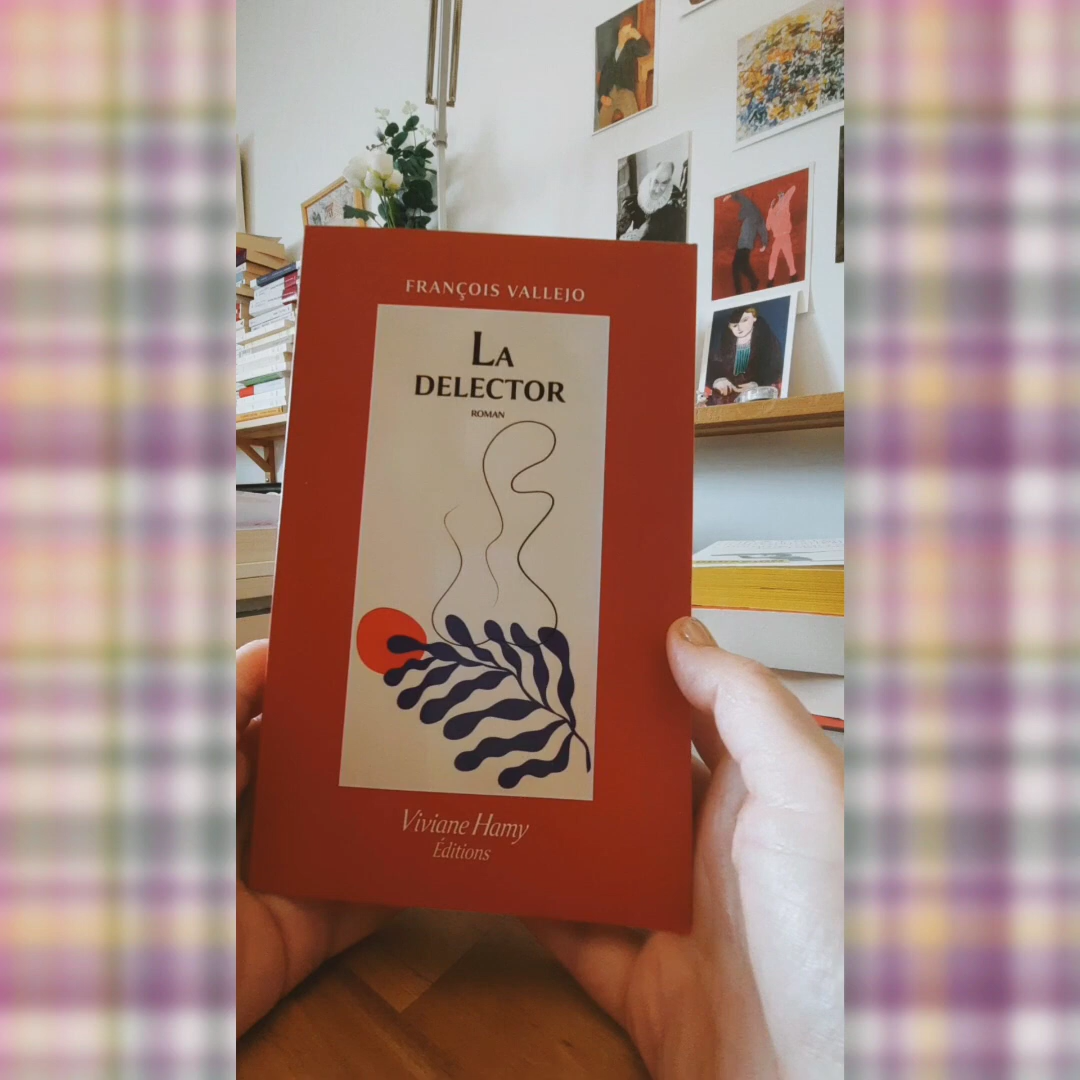 FRANÇOIS VALLEJO
LA
DELECTOR
ROMAN
Viviane Hamy
Éditions